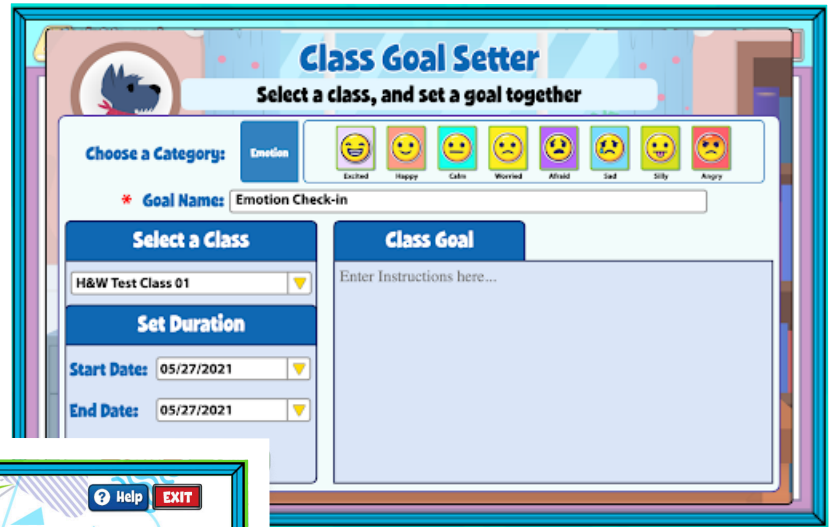 Class Goal Setter
Select a class, and set a goal together
Choose a Category:
Emotion
Excited Happy Calm Worried Afraid Sad Silly Angry
* Goal Name: Emotion Check-in
Select a Class
H&W Test Class 01
Set Duration
Start Date: 05/27/2021
End Date: 05/27/2021
Class Goal
Enter Instructions here...
? Help EXIT